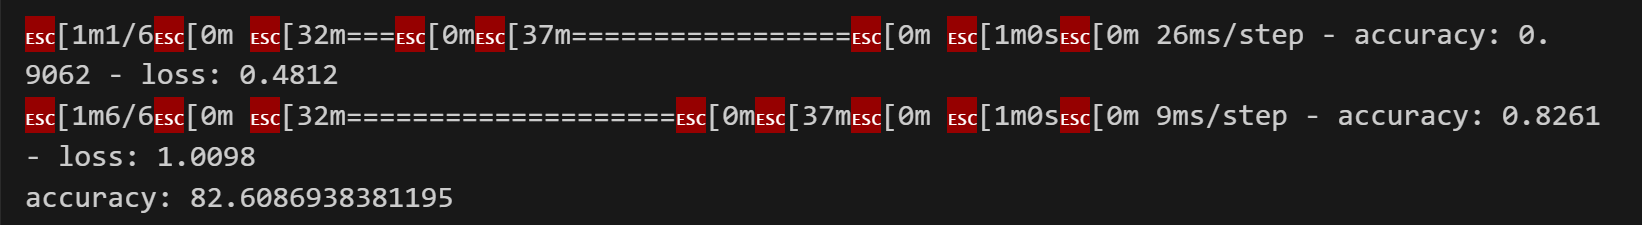 ESC[1m1/6ESC[0m ESC[32m===ESC[0mESC[37m=================ESC[0m ESC[1m0sESC[0m 26ms/step - accuracy: 0.
9062 - loss: 0.4812
ESC[1m6/6ESC[0m ESC[32m====================ESC[0mESC[37mESC[0m ESC[1m0sESC[0m 9ms/step - accuracy: 0.8261
- loss: 1.0098
accuracy: 82.6086938381195